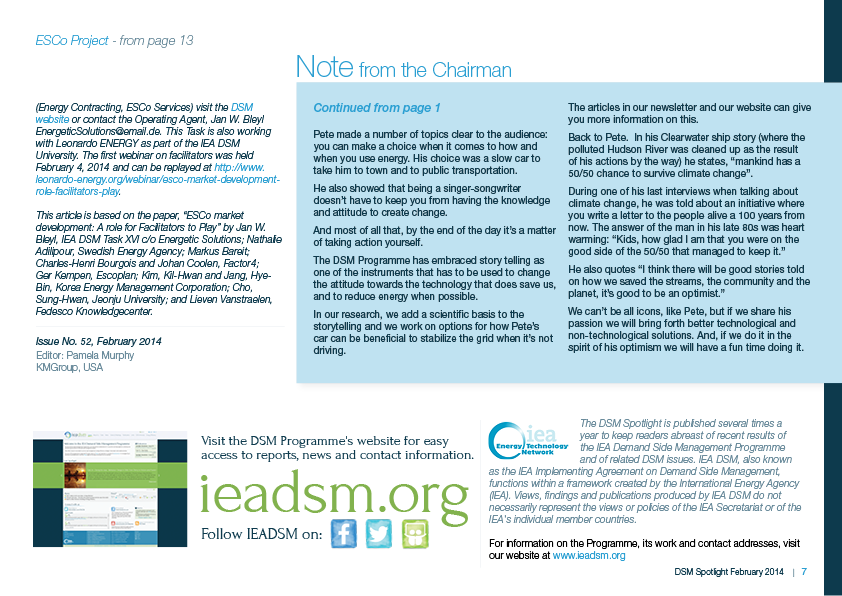 ESCo Project - from page 13
Note from the Chairman
(Energy Contracting, ESCo Services) visit the DSM
website or contact the Operating Agent, Jan W. Bleyl
EnergeticSolutions@email.de. This Task is also working
with Leonardo ENERGY as part of the IEA DSM
University. The first webinar on facilitators was held
February 4, 2014 and can be replayed at http://www.
leonardo-energy.org/webinar/esco-market-development-
role-facilitators-play.
This article is based on the paper, “ESCo market
development: A role for Facilitators to Play” by Jan W.
Bleyl, IEA DSM Task XVI c/o Energetic Solutions; Nathalie
Adilipour, Swedish Energy Agency; Markus Bareit;
Charles-Henri Bourgois and Johan Coolen, Factor4;
Ger Kempen, Escoplan; Kim, Kil-Hwan and Jang, Hye-
Bin, Korea Energy Management Corporation; Cho,
Sung-Hwan, Jeonju University; and Lieven Vanstraelen,
Fedesco Knowledgecenter.
Issue No. 52, February 2014
Editor: Pamela Murphy
KMGroup, USA
Continued from page 1
Pete made a number of topics clear to the audience:
you can make a choice when it comes to how and
when you use energy. His choice was a slow car to
take him to town and to public transportation.
He also showed that being a singer-songwriter
doesn’t have to keep you from having the knowledge
and attitude to create change.
And most of all that, by the end of the day it’s a matter
of taking action yourself.
The DSM Programme has embraced story telling as
one of the instruments that has to be used to change
the attitude towards the technology that does save us,
and to reduce energy when possible.
In our research, we add a scientific basis to the
storytelling and we work on options for how Pete’s
car can be beneficial to stabilize the grid when it’s not
driving.
The articles in our newsletter and our website can give
you more information on this.
Back to Pete.  In his Clearwater ship story (where the
polluted Hudson River was cleaned up as the result
of his actions by the way) he states, “mankind has a
50/50 chance to survive climate change”.
During one of his last interviews when talking about
climate change, he was told about an initiative where
you write a letter to the people alive a 100 years from
now. The answer of the man in his late 80s was heart
warming: “Kids, how glad I am that you were on the
good side of the 50/50 that managed to keep it.”
He also quotes “I think there will be good stories told
on how we saved the streams, the community and the
planet, it’s good to be an optimist.”
We can’t be all icons, like Pete, but if we share his
passion we will bring forth better technological and
non-technological solutions. And, if we do it in the
spirit of his optimism we will have a fun time doing it.
Visit the DSM Programme's website for easy
access to reports, news and contact information.
ieadsm.org
Follow IEADSM on:
iea
Energy Technology
Network
The DSM Spotlight is published several times a
year to keep readers abreast of recent results of
the IEA Demand Side Management Programme
and of related DSM issues. IEA DSM, also known
as the IEA Implementing Agreement on Demand Side Management,
functions within a framework created by the International Energy Agency
(IEA). Views, findings and publications produced by IEA DSM do not
necessarily represent the views or policies of the IEA Secretariat or of the
IEA’s individual member countries.
For information on the Programme, its work and contact addresses, visit
our website at www.ieadsm.org
DSM Spotlight February 2014 | 7